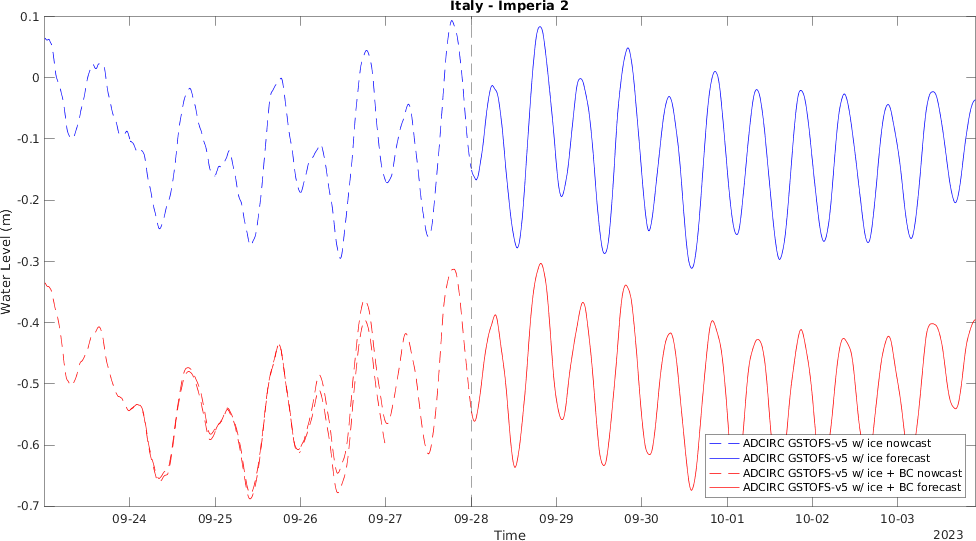 Italy - Imperia 2
0.1
0
-0.1
-0.2
-0.3
-0.4
-0.5
-0.6
-0.7
Water Level (m)
ADCIRC GSTOFS-v5 w/ ice nowcast
ADCIRC GSTOFS-v5 w/ ice forecast
ADCIRC GSTOFS-v5 w/ ice + BC nowcast
ADCIRC GSTOFS-v5 w/ ice + BC forecast
09-24 09-25 09-26 09-27 09-28 09-29 09-30 10-01 10-02 10-03
Time
2023